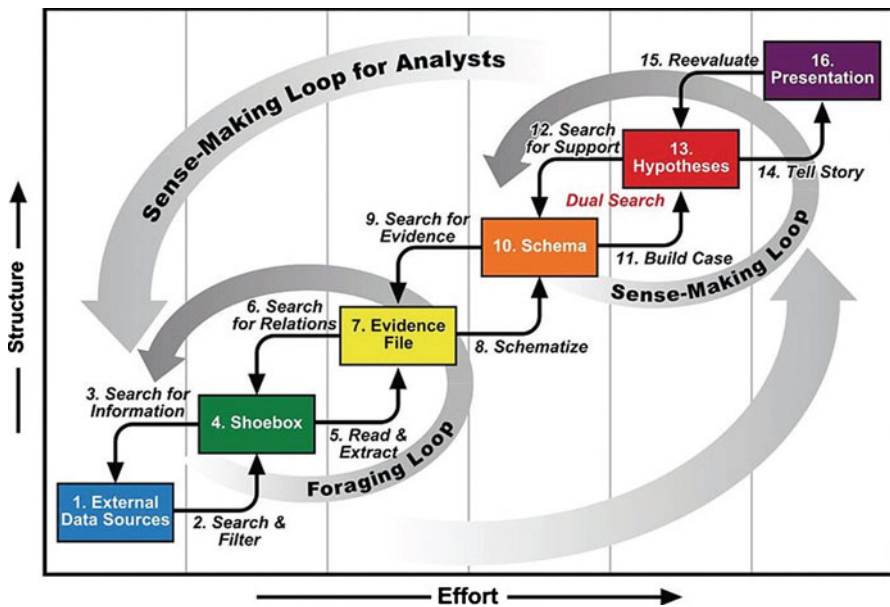 Sense-Making Loop for Analysts
15. Reevaluate
16.
Presentation
12. Search
for Support
13.
Hypotheses
14. Tell Story
Dual Search
9. Search for
Evidence
10. Schema
11. Build Case
Sense-Making Loop
6. Search
for Relations
7. Evidence
File
8. Schematize
3. Search for
Information
4. Shoebox
5. Read &
Extract
Foraging Loop
1. External
Data Sources
2. Search &
Filter
Structure
Effort